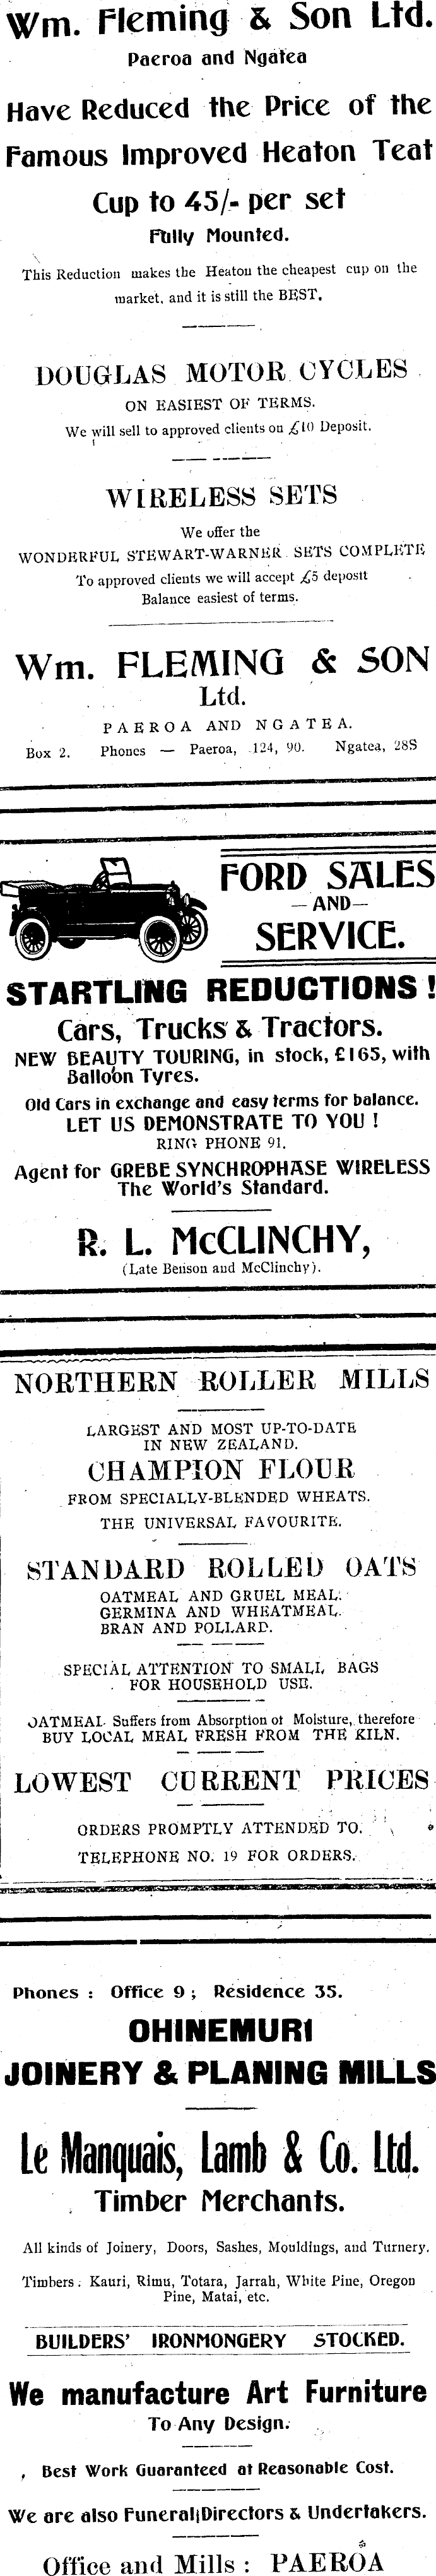 Wm. Fleming & Son Ltd.
Paeroa and Ngatea
Have Reduced the Price of the
Famous Improved Heaton Teat
Cup to 45/- per set
Fully Mounted.
This Reduction makes the Heaton the cheapest cup on the
market, and it is still the BEST.
DOUGLAS MOTOR CYCLES
ON EASIEST OF TERMS.
We will sell to approved clients on £10 Deposit.
WIRELESS SETS
We offer the
WONDERFUL STEWART-WARNER SETS COMPLETE
To approved clients we will accept £5 deposit
Balance easiest of terms.
Wm. FLEMING & SON
Ltd.
PAEROA AND NGATEA.
Box 2. Phones — Paeroa, 124, 90. Ngatea, 28S
FORD SALES
—AND—
SERVICE.
STARTLING REDUCTIONS!
Cars, Trucks & Tractors.
NEW BEAUTY TOURING, in stock, £165, with
Balloon Tyres.
Old Cars in exchange and easy terms for balance.
LET US DEMONSTRATE TO YOU!
RING PHONE 91.
Agent for GREBE SYNCHROPHASE WIRELESS
The World's Standard.
R. L. McCLINCHY,
(Late Benson and McClinchy).
NORTHERN ROLLER MILLS
LARGEST AND MOST UP-TO-DATE
IN NEW ZEALAND.
CHAMPION FLOUR
FROM SPECIALLY-BLENDED WHEATS.
THE UNIVERSAL FAVOURITE.
STANDARD ROLLED OATS
OATMEAL AND GRUEL MEAL.
GERMINA AND WHEATMEAL.
BRAN AND POLLARD.
SPECIAL ATTENTION TO SMALL BAGS
FOR HOUSEHOLD USE.
OATMEAL Suffers from Absorption of Moisture, therefore
BUY LOCAL MEAL FRESH FROM THE KILN.
LOWEST CURRENT PRICES
ORDERS PROMPTLY ATTENDED TO.
TELEPHONE NO. 19 FOR ORDERS.
Phones : Office 9 ; Residence 35.
OHINEMURI
JOINERY & PLANING MILLS
Le Manquais, Lamb & Co. Ltd.
Timber Merchants.
All kinds of Joinery, Doors, Sashes, Mouldings, and Turnery.
Timbers: Kauri, Rimu, Totara, Jarrah, White Pine, Oregon
Pine, Matai, etc.
BUILDERS' IRONMONGERY STOCKED.
We manufacture Art Furniture
To Any Design.
Best Work Guaranteed at Reasonable Cost.
We are also Funeral Directors & Undertakers.
Office and Mills : PAEROA